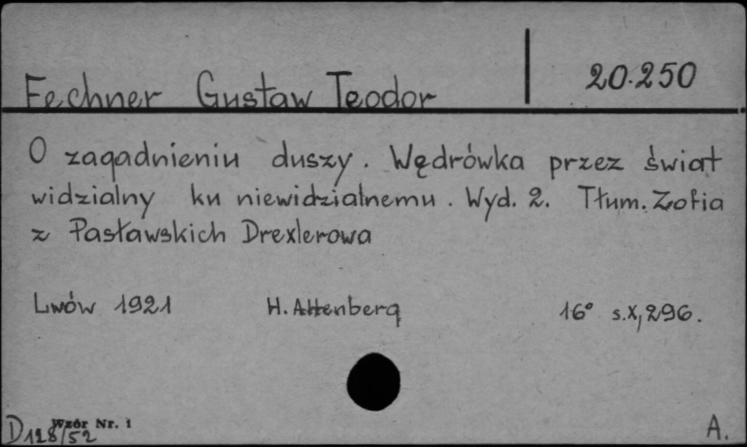 Fechner Gustaw Teodor
20.250
O zagadnieniu duszy. Wędrówka przez świat
widzialny ku niewidzialnemu. Wyd. 2. Tłum. Zofia
z Pasławskich Drexlerowa
Lwów 1921 H. Altenberg 16° s.X,296.
Wzór Nr. 1
D128/52
A.